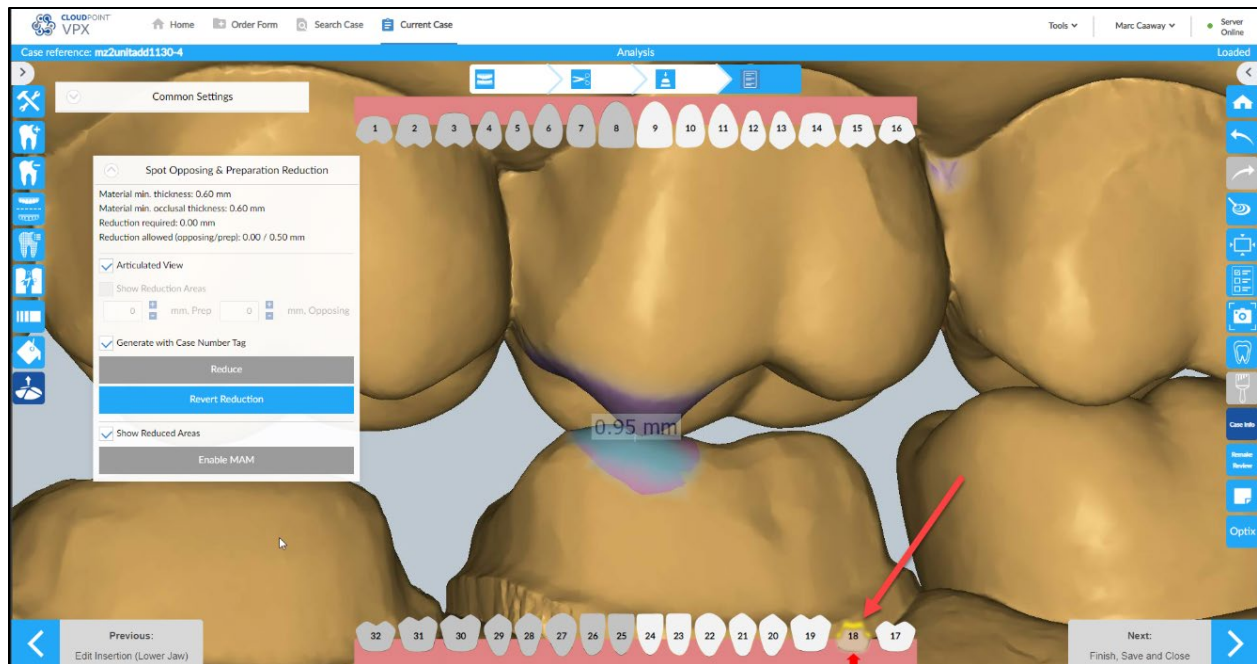 CLOUDPOINT
VPX
Home
Order Form
Search Case
Current Case
Tools
Marc Caaway
Server
Online
Case reference: mz2unitadd1130-4
Analysis
Loaded
Common Settings
1 2 3 4 5 6 7 8 9 10 11 12 13 14 15 16
Spot Opposing & Preparation Reduction
Material min. thickness: 0.60 mm
Material min. occlusal thickness: 0.60 mm
Reduction required: 0.00 mm
Reduction allowed (opposing/prep): 0.00 / 0.50 mm
Articulated View
Show Reduction Areas
0 mm. Prep 0 mm. Opposing
Generate with Case Number Tag
Reduce
Revert Reduction
Show Reduced Areas
Enable MAM
0.95 mm
Case Info
Remake
Review
Optix
32 31 30 29 28 27 26 25 24 23 22 21 20 19 18 17
Previous:
Edit Insertion (Lower Jaw)
Next:
Finish, Save and Close